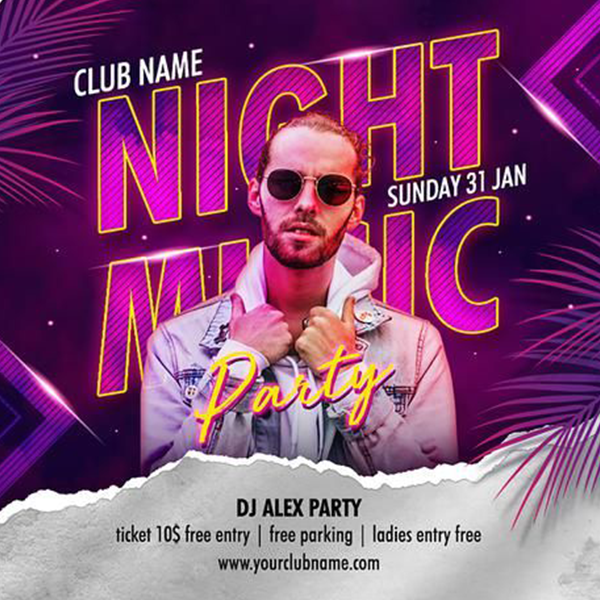 CLUB NAME
NIGHT
SUNDAY 31 JAN
MUSIC
Party
DJ ALEX PARTY
ticket 10$ free entry | free parking | ladies entry free
www.yourclubname.com